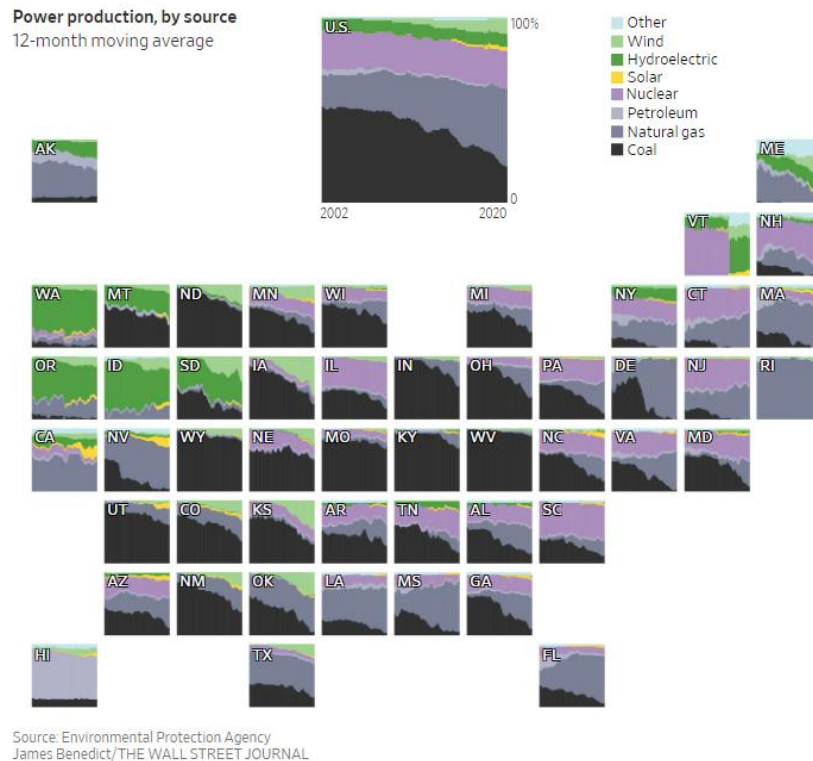 Power production, by source
12-month moving average
U.S.
100%
0
2002
2020
Other
Wind
Hydroelectric
Solar
Nuclear
Petroleum
Natural gas
Coal
AK
ME
VT
NH
WA
MT
ND
MN
WI
MI
NY
CT
MA
OR
ID
SD
IA
IL
IN
OH
PA
DE
NJ
RI
CA
NV
WY
NE
MO
KY
WV
NC
VA
MD
UT
CO
KS
AR
TN
AL
SC
AZ
NM
OK
LA
MS
GA
HI
TX
FL
Source: Environmental Protection Agency
James Benedict/THE WALL STREET JOURNAL